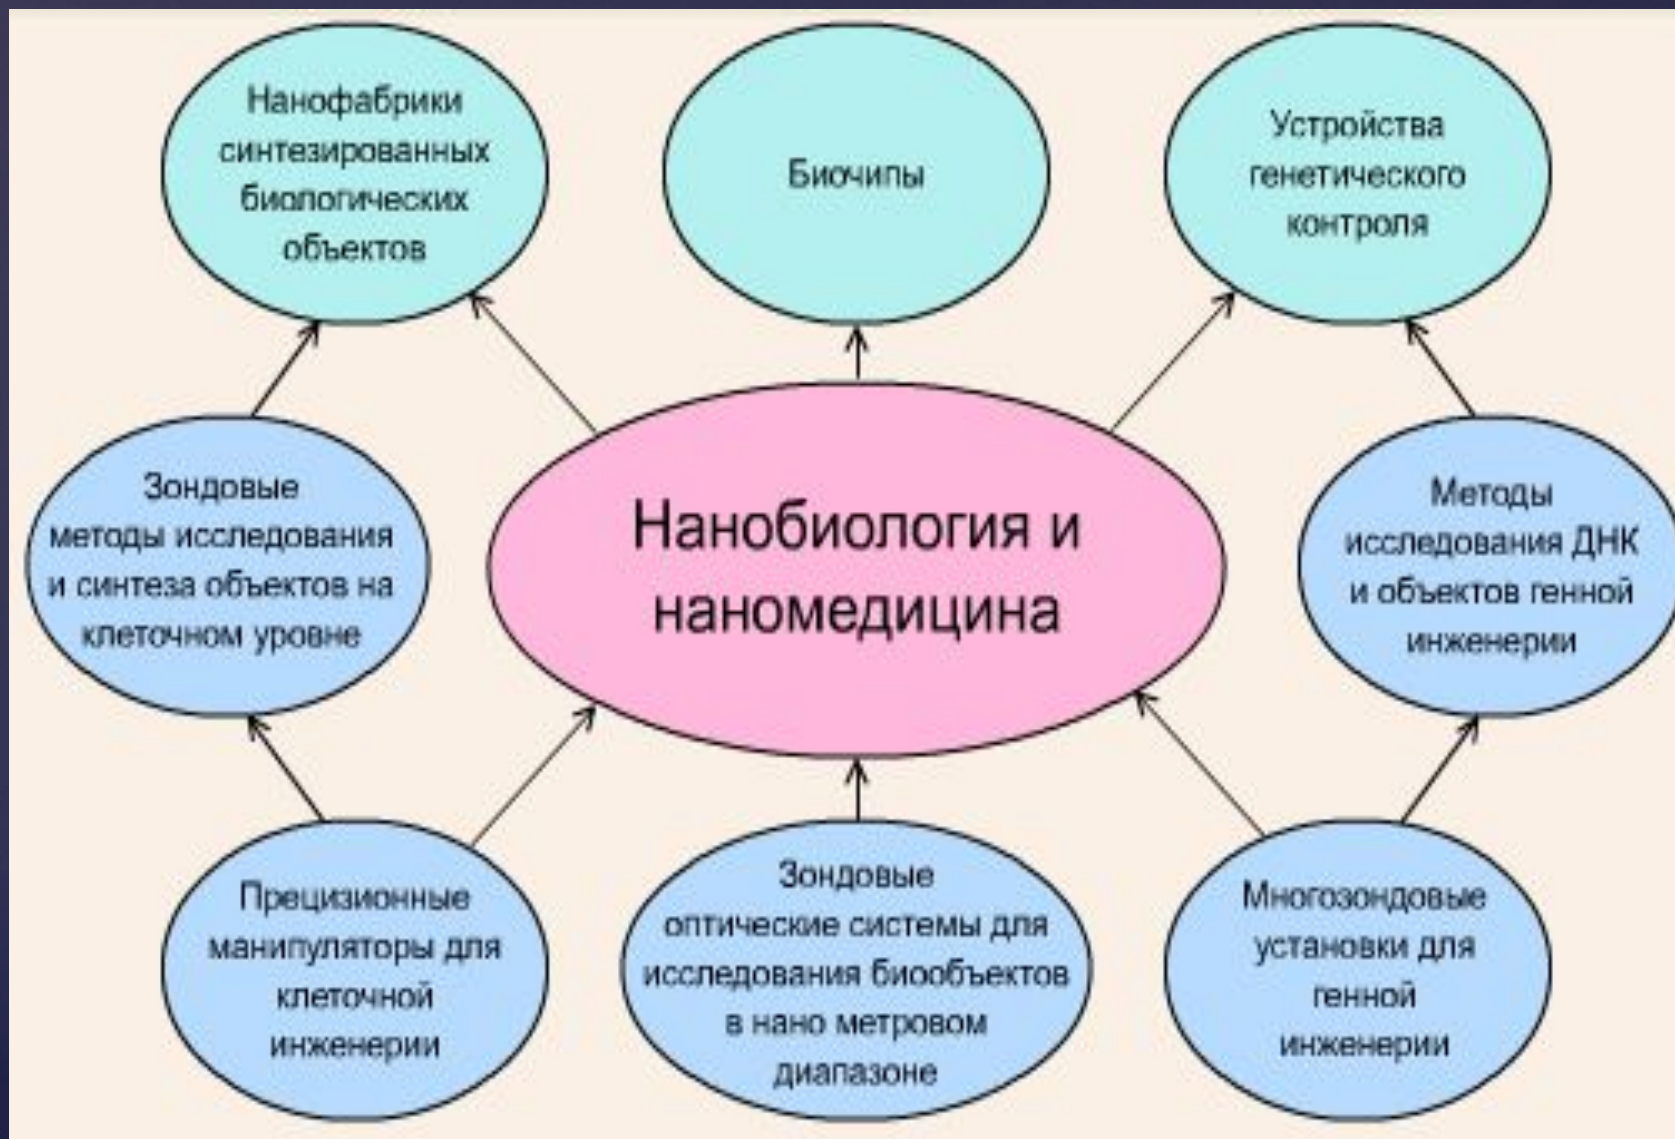 Нанофабрики
синтезированных
биологических
объектов
Биочипы
Устройства
генетического
контроля
Зондовые
методы исследования
и синтеза объектов на
клеточном уровне
Нанобиология и
наномедицина
Методы
исследования ДНК
и объектов генной
инженерии
Прецизионные
манипуляторы для
клеточной
инженерии
Зондовые
оптические системы для
исследования биообъектов
в нано метровом
диапазоне
Многозондовые
установки для
генной
инженерии